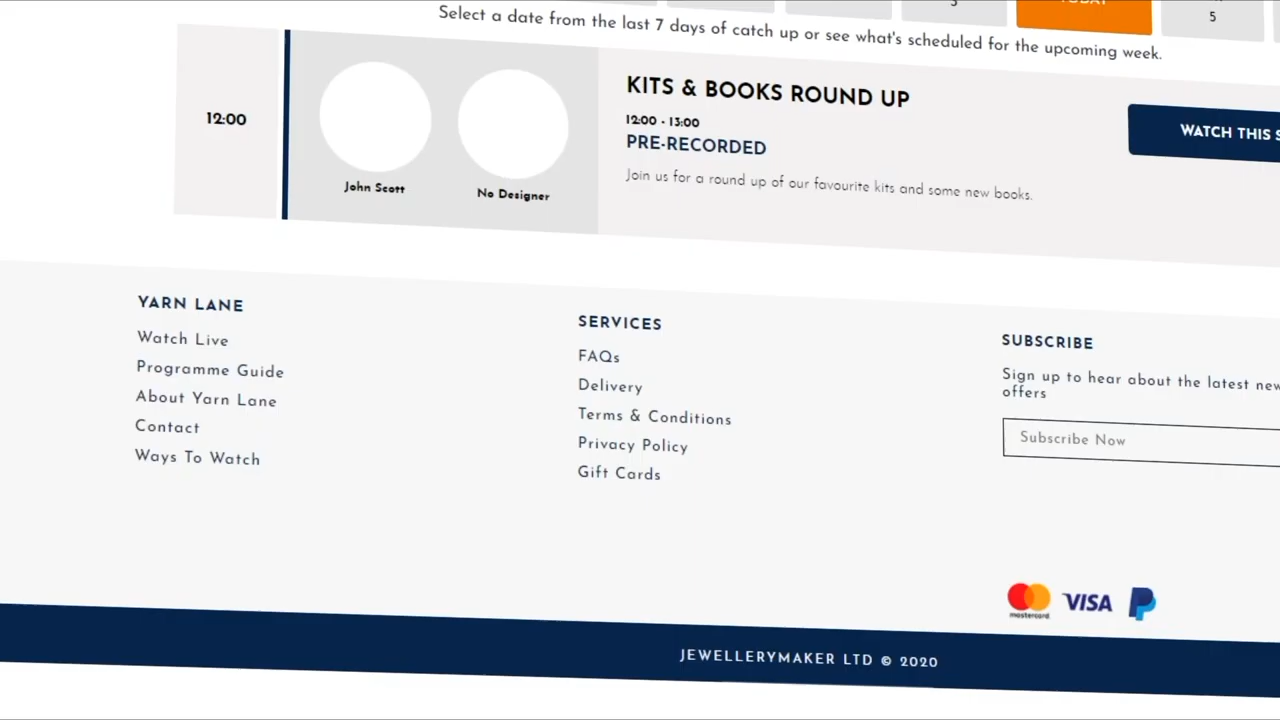 TODAY
5
Select a date from the last 7 days of catch up or see what's scheduled for the upcoming week.
12:00
John Scott
No Designer
KITS & BOOKS ROUND UP
12:00 - 13:00
PRE-RECORDED
Join us for a round up of our favourite kits and some new books.
WATCH THIS
YARN LANE
Watch Live
Programme Guide
About Yarn Lane
Contact
Ways To Watch
SERVICES
FAQs
Delivery
Terms & Conditions
Privacy Policy
Gift Cards
SUBSCRIBE
Sign up to hear about the latest
offers
Subscribe Now
mastercard
VISA
JEWELLERYMAKER LTD © 2020